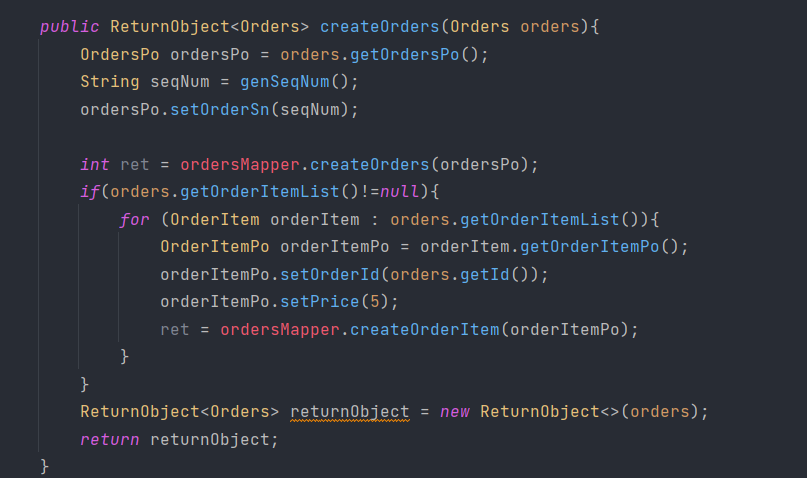 public ReturnObject<Orders> createOrders(Orders orders){
    OrdersPo ordersPo = orders.getOrdersPo();
    String seqNum = genSeqNum();
    ordersPo.setOrderSn(seqNum);

    int ret = ordersMapper.createOrders(ordersPo);
    if(orders.getOrderItemList()!=null){
        for (OrderItem orderItem : orders.getOrderItemList()){
            OrderItemPo orderItemPo = orderItem.getOrderItemPo();
            orderItemPo.setOrderId(orders.getId());
            orderItemPo.setPrice(5);
            ret = ordersMapper.createOrderItem(orderItemPo);
        }
    }
    ReturnObject<Orders> returnObject = new ReturnObject<>(orders);
    return returnObject;
}